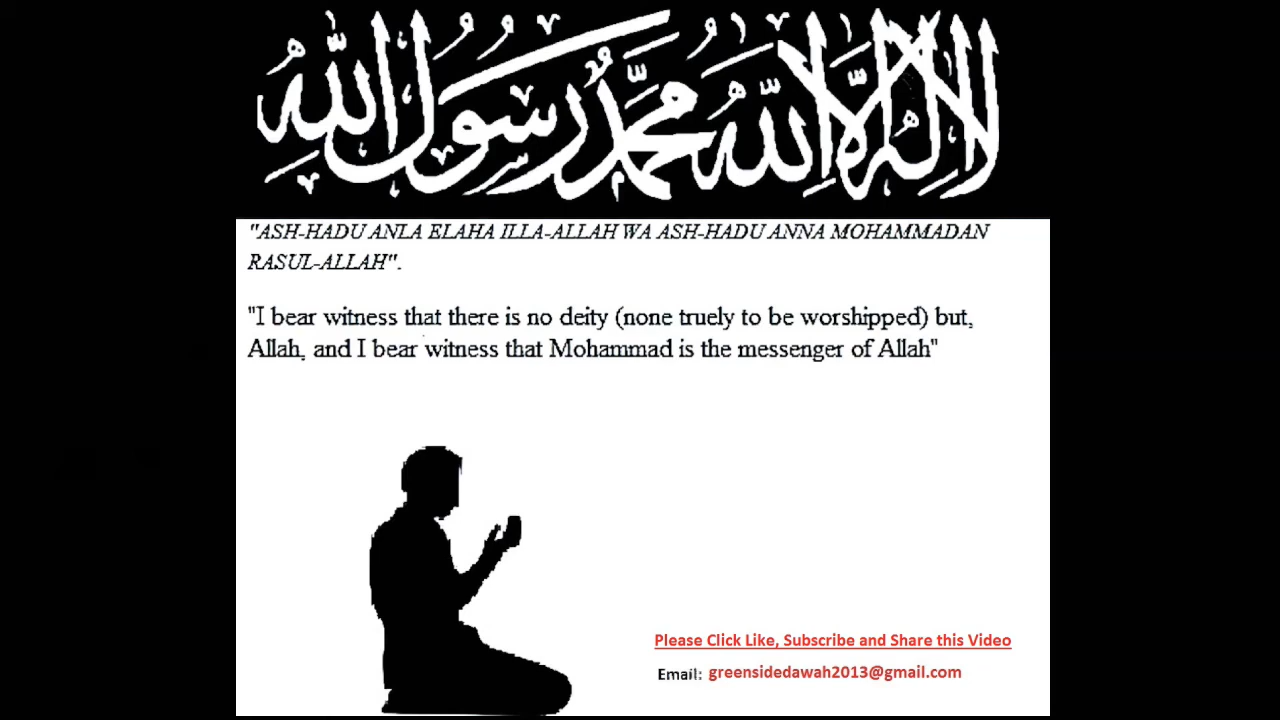 لا إله إلا الله محمد رسول الله
"ASH-HADU ANLA ELAHA ILLA-ALLAH WA ASH-HADU ANNA MOHAMMADAN
RASUL-ALLAH".
"I bear witness that there is no deity (none truely to be worshipped) but,
Allah, and I bear witness that Mohammad is the messenger of Allah"
Please Click Like, Subscribe and Share this Video
Email: greensidedawah2013@gmail.com